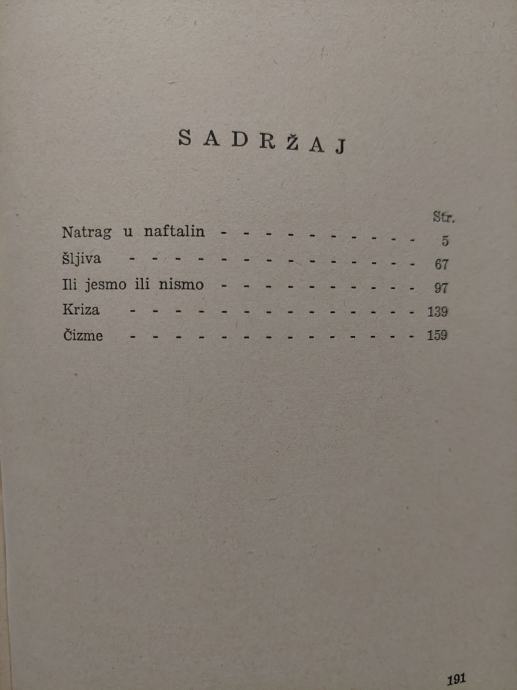 SADRŽAJ
Str.
Natrag u naftalin - - - - - - - - - - 5
Šljiva - - - - - - - - - - - - - 67
Ili jesmo ili nismo - - - - - - - - - - 97
Kriza - - - - - - - - - - - - - 139
Čizme - - - - - - - - - - - - - 159
191